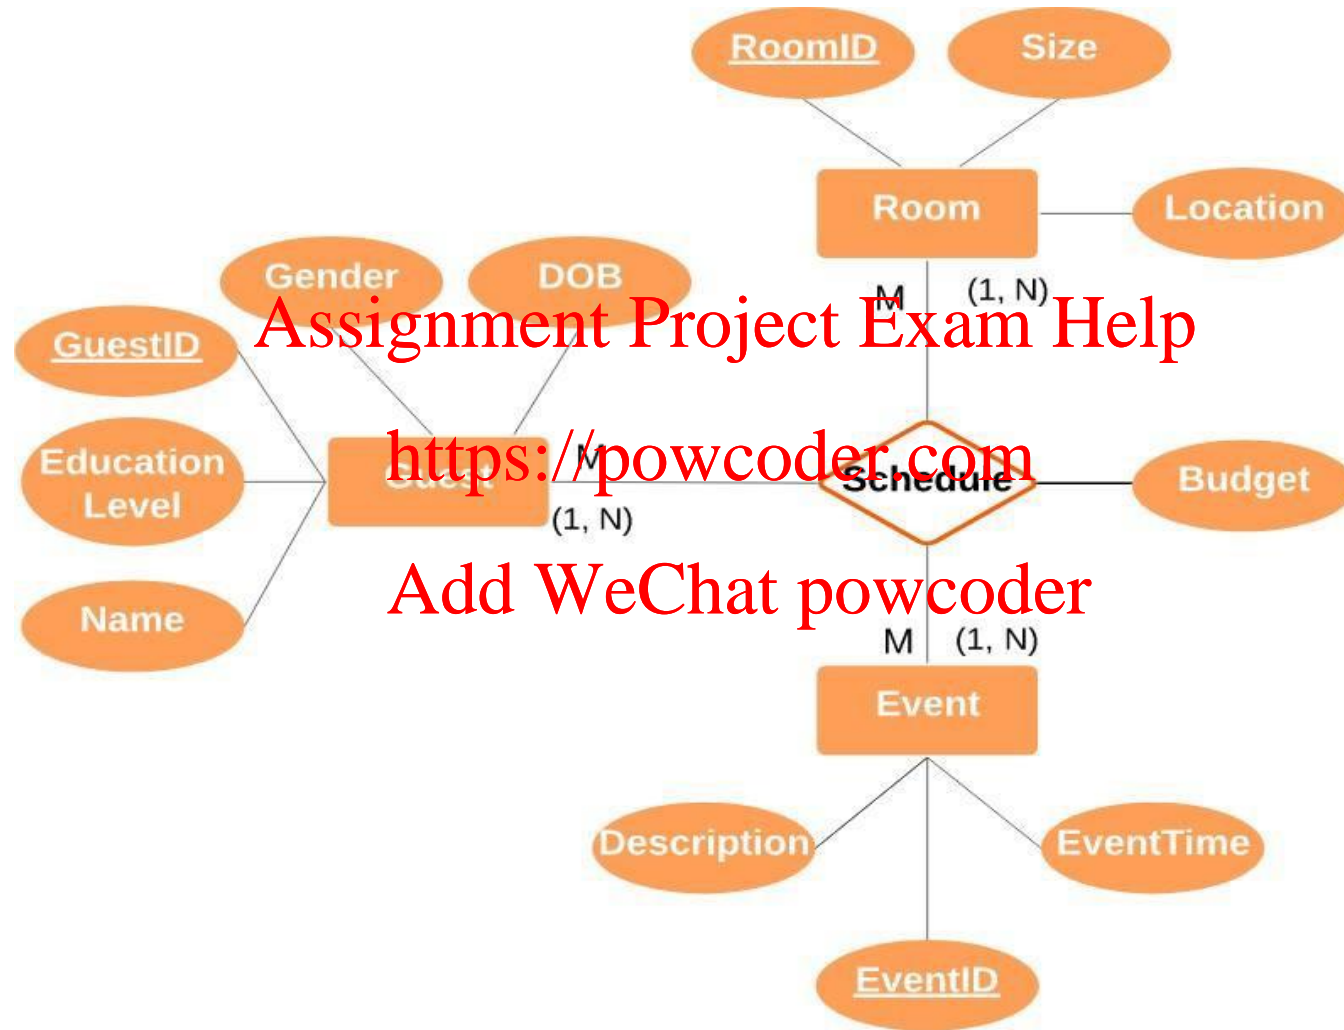 RoomID
Size
Room
Location
Gender
DOB
M
(1, N)
Assignment Project Exam Help
GuestID
Education
Level
Guest
M
(1, N)
https://powcoder.com
Schedule
Budget
Name
Add WeChat powcoder
M
(1, N)
Event
Description
EventTime
EventID